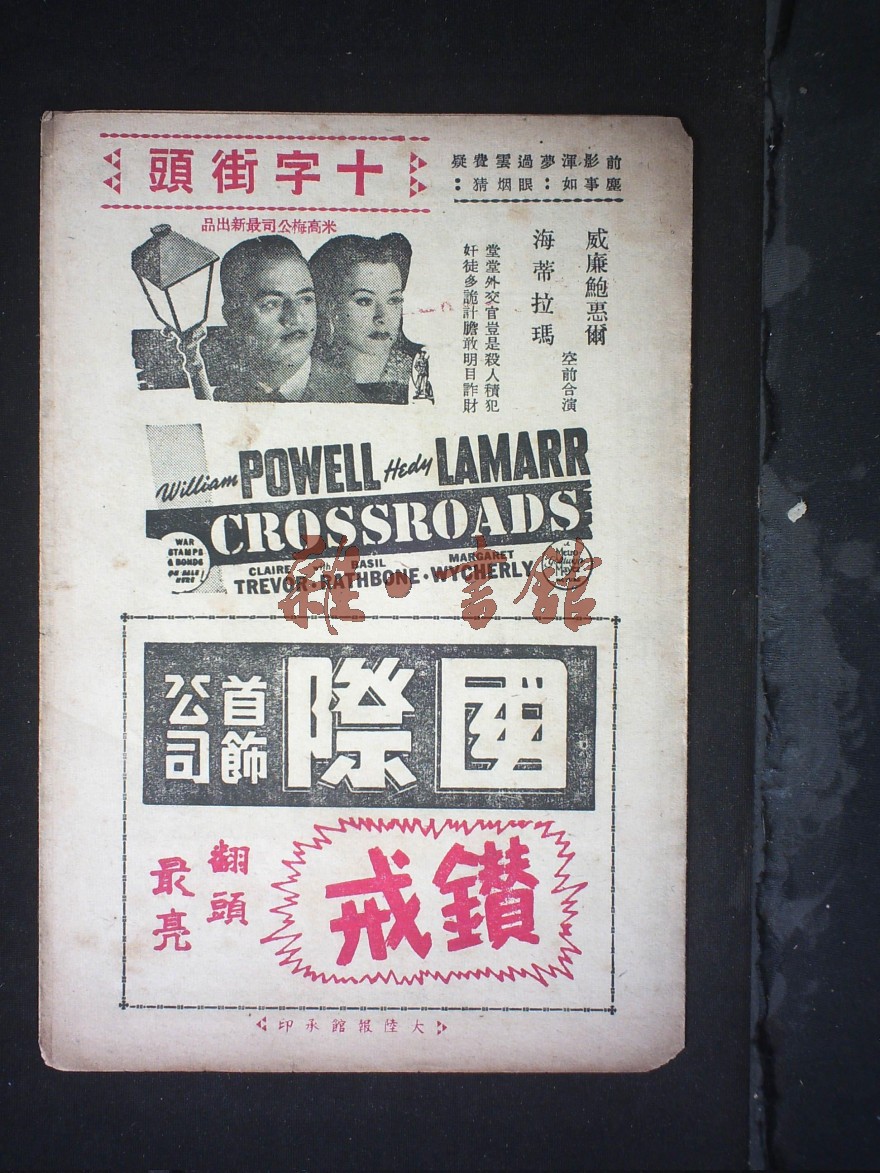 十字街頭
前塵影事渾如夢：過眼雲烟費猜疑：
米高梅公司最新出品
威廉鮑惠爾
海蒂拉瑪
空前合演
堂堂外交官豈是殺人積犯
奸徒多詭計膽敢明目詐財
William POWELL Hedy LAMARR
CROSSROADS
WAR
STAMPS
& BONDS
ON SALE
HERE
CLAIRE TREVOR · BASIL RATHBONE · MARGARET WYCHERLY
雜·書館
國際
首飾
公司
鑽戒
翻頭
最亮
大陸報館承印